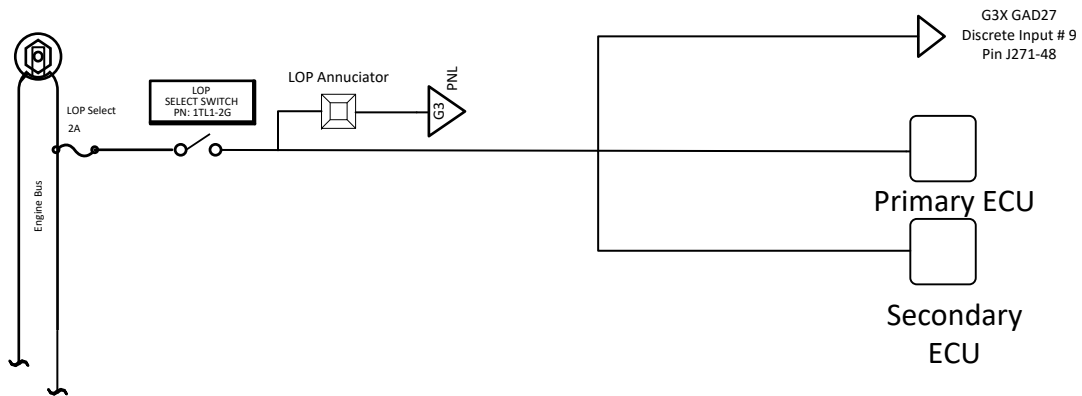 G3X GAD27
Discrete Input # 9
Pin J271-48
LOP Select
2A
LOP
SELECT SWITCH
PN: 1TL1-2G
LOP Annuciator
G3
PNL
Engine Bus
Primary ECU
Secondary
ECU